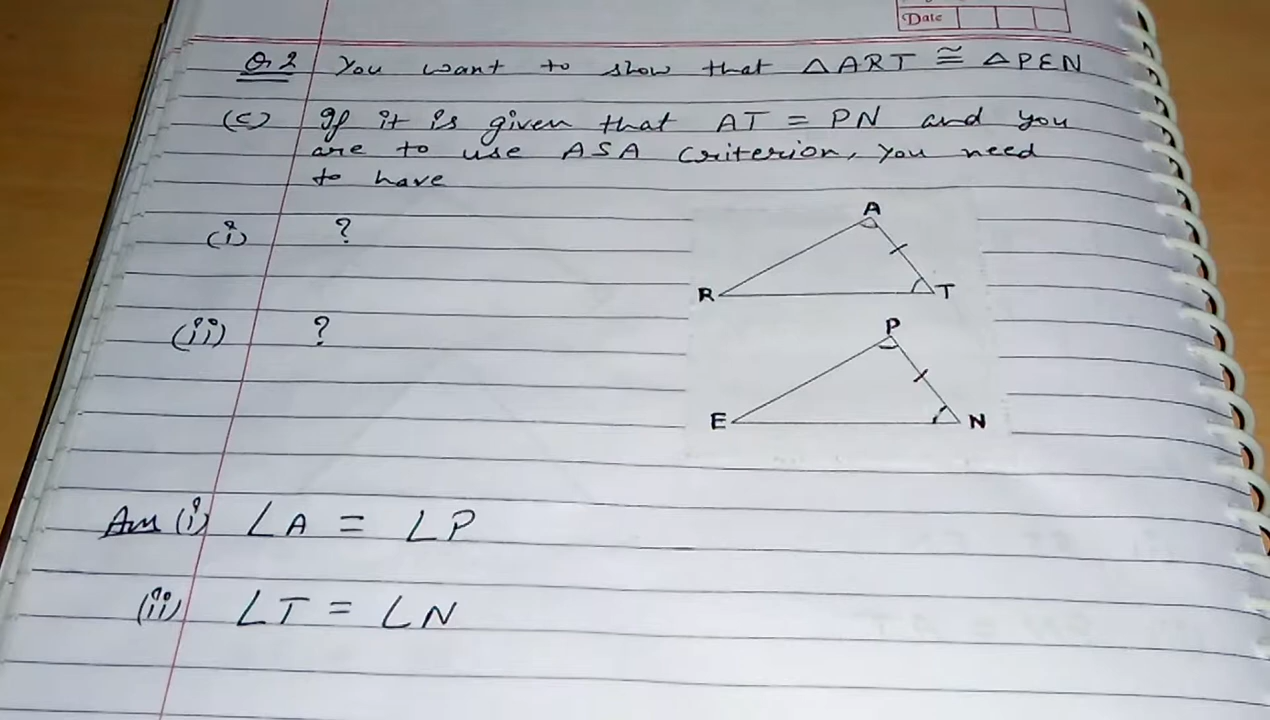 Date
Q.2 You want to show that △ART ≅ △PEN
(c) If it is given that AT = PN and you
are to use ASA criterion, you need
to have
(i) ?
(ii) ?
A
R T
P
E N
Ans (i) ∠A = ∠P
(ii) ∠T = ∠N